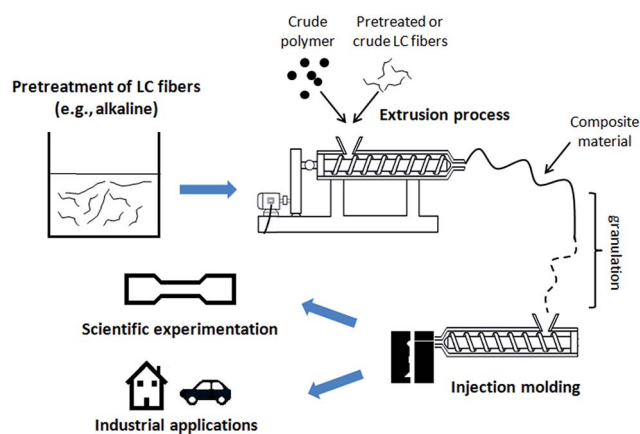 Crude
polymer
Pretreated or
crude LC fibers
Pretreatment of LC fibers
(e.g., alkaline)
Extrusion process
Composite
material
granulation
Scientific experimentation
Injection molding
Industrial applications